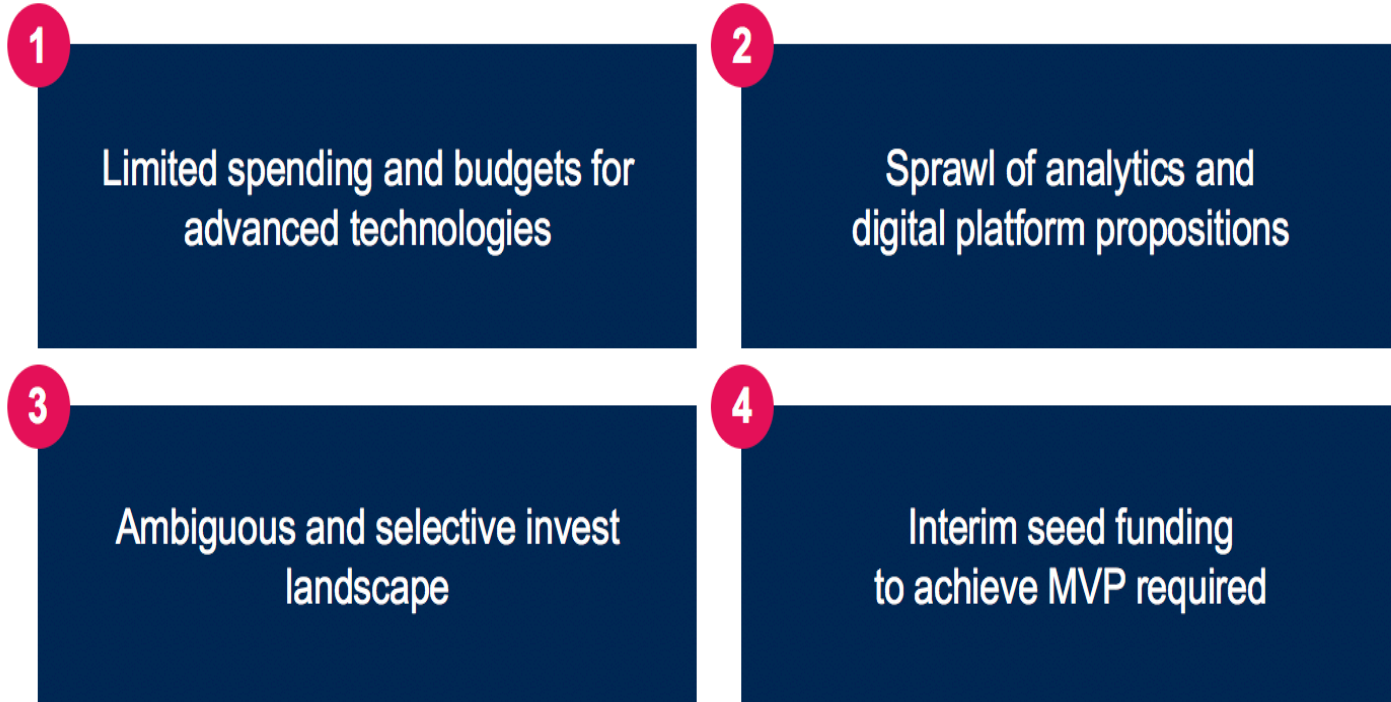 1
Limited spending and budgets for
advanced technologies
2
Sprawl of analytics and
digital platform propositions
3
Ambiguous and selective invest
landscape
4
Interim seed funding
to achieve MVP required